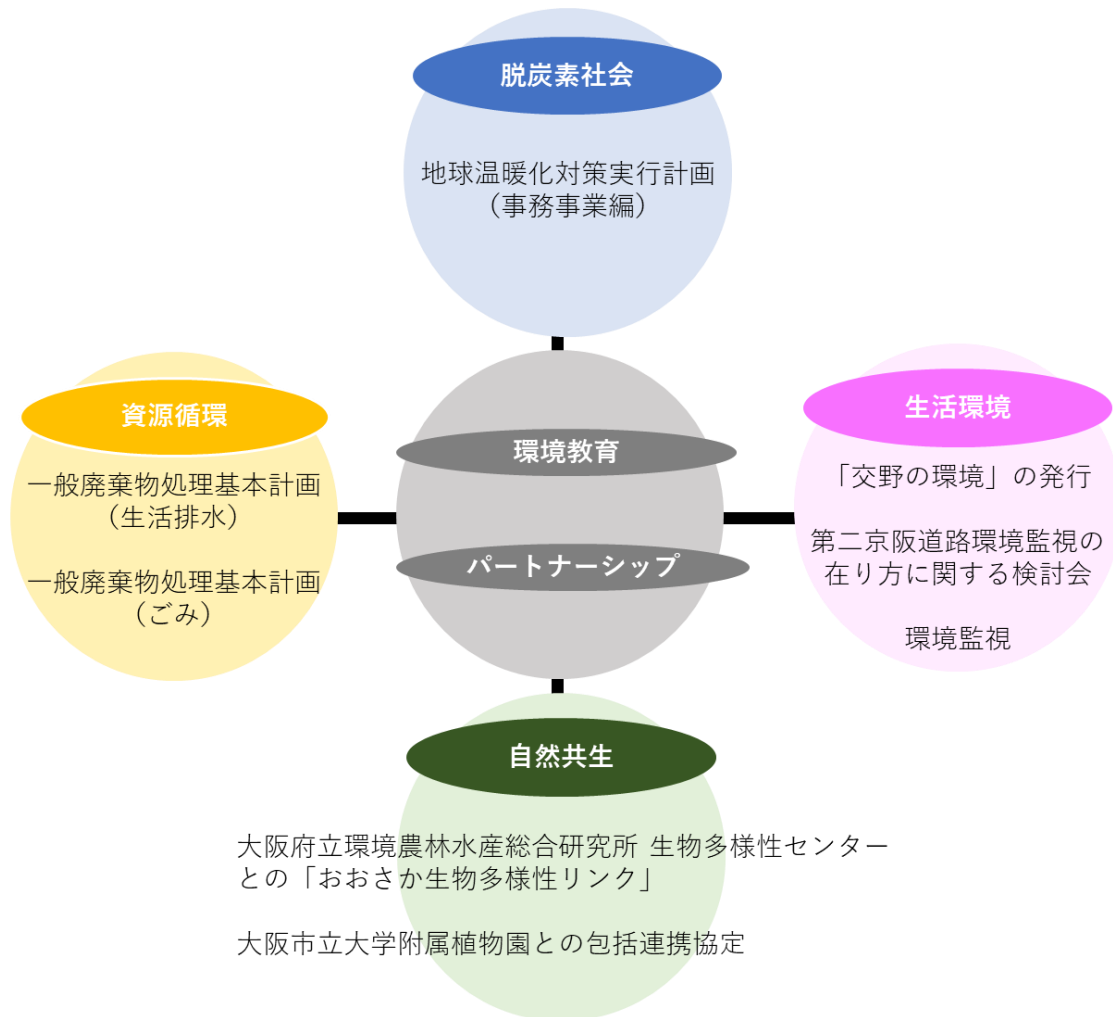 脱炭素社会
地球温暖化対策実行計画
（事務事業編）
資源循環
一般廃棄物処理基本計画
（生活排水）
一般廃棄物処理基本計画
（ごみ）
環境教育
パートナーシップ
生活環境
「交野の環境」の発行
第二京阪道路環境監視の
在り方に関する検討会
環境監視
自然共生
大阪府立環境農林水産総合研究所 生物多様性センター
との「おおさか生物多様性リンク」
大阪市立大学附属植物園との包括連携協定